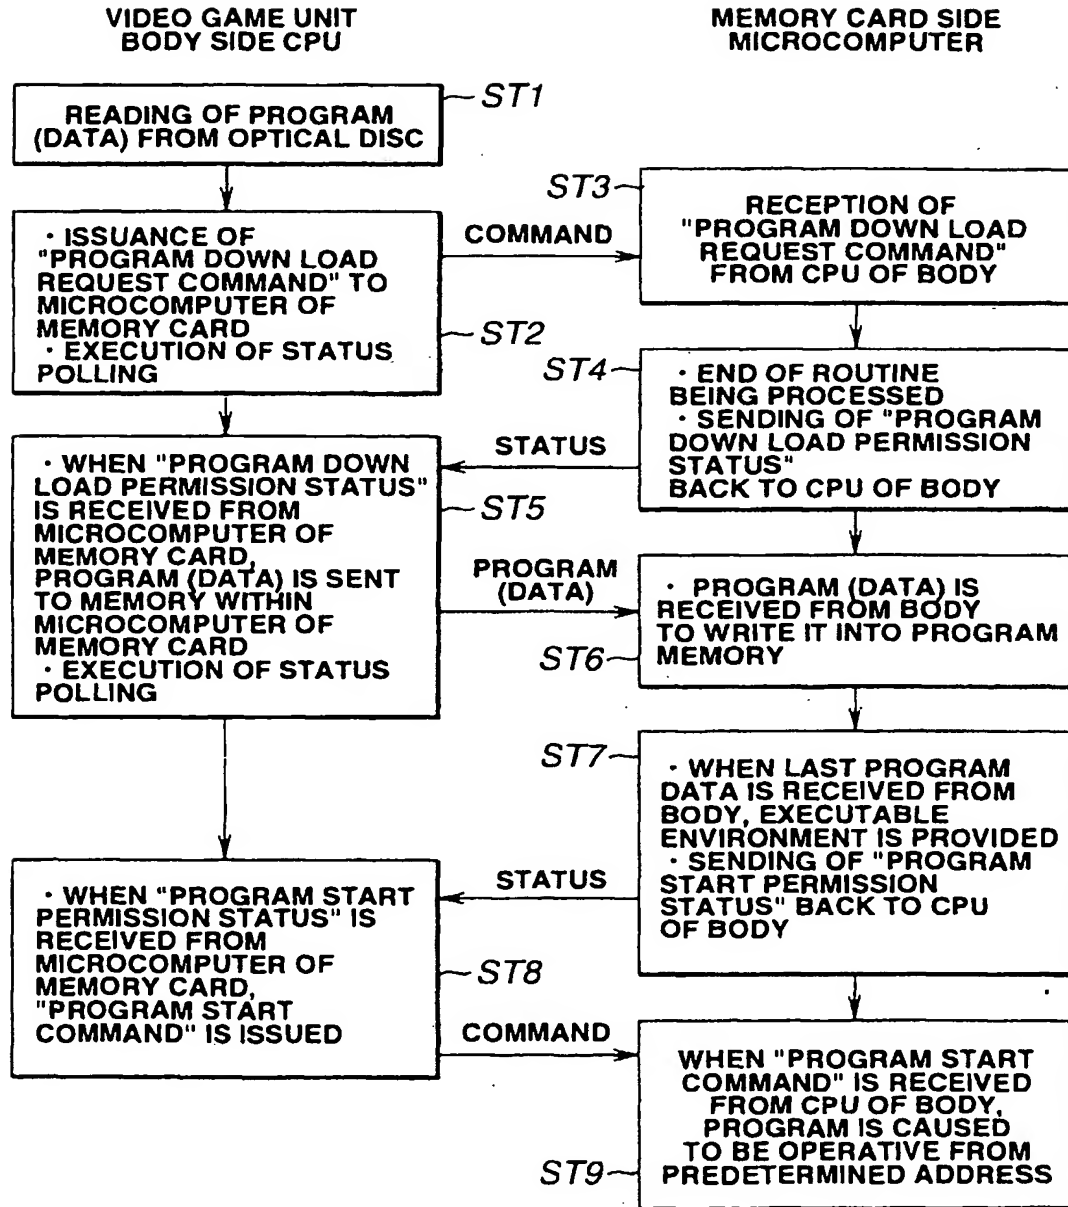 VIDEO GAME UNIT
BODY SIDE CPU
MEMORY CARD SIDE
MICROCOMPUTER
ST1
READING OF PROGRAM
(DATA) FROM OPTICAL DISC
· ISSUANCE OF
"PROGRAM DOWN LOAD
REQUEST COMMAND" TO
MICROCOMPUTER OF
MEMORY CARD
· EXECUTION OF STATUS
POLLING
ST2
COMMAND
ST3
RECEPTION OF
"PROGRAM DOWN LOAD
REQUEST COMMAND"
FROM CPU OF BODY
ST4
· END OF ROUTINE
BEING PROCESSED
· SENDING OF "PROGRAM
DOWN LOAD PERMISSION
STATUS"
BACK TO CPU OF BODY
STATUS
· WHEN "PROGRAM DOWN
LOAD PERMISSION STATUS"
IS RECEIVED FROM
MICROCOMPUTER OF
MEMORY CARD,
PROGRAM (DATA) IS SENT
TO MEMORY WITHIN
MICROCOMPUTER OF
MEMORY CARD
· EXECUTION OF STATUS
POLLING
ST5
PROGRAM
(DATA)
· PROGRAM (DATA) IS
RECEIVED FROM BODY
TO WRITE IT INTO PROGRAM
MEMORY
ST6
ST7
· WHEN LAST PROGRAM
DATA IS RECEIVED FROM
BODY, EXECUTABLE
ENVIRONMENT IS PROVIDED
· SENDING OF "PROGRAM
START PERMISSION
STATUS" BACK TO CPU
OF BODY
STATUS
· WHEN "PROGRAM START
PERMISSION STATUS" IS
RECEIVED FROM
MICROCOMPUTER OF
MEMORY CARD,
"PROGRAM START
COMMAND" IS ISSUED
ST8
COMMAND
WHEN "PROGRAM START
COMMAND" IS RECEIVED
FROM CPU OF BODY,
PROGRAM IS CAUSED
TO BE OPERATIVE FROM
PREDETERMINED ADDRESS
ST9